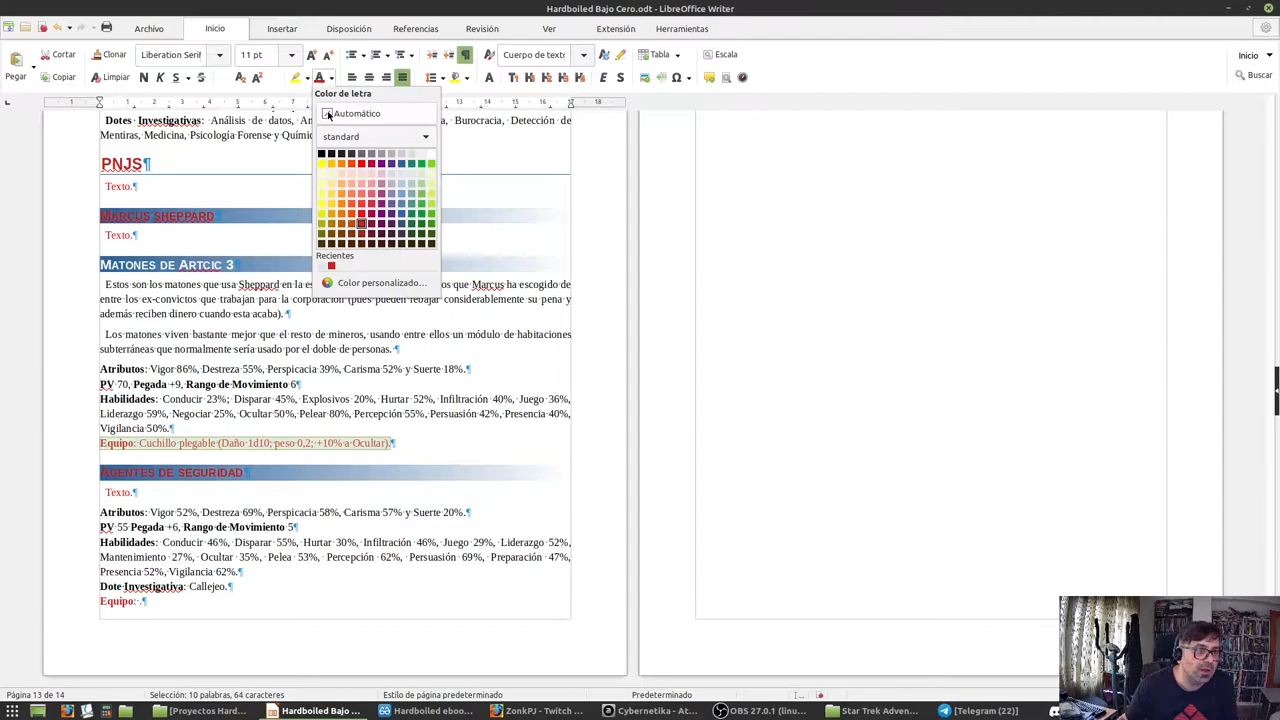 Hardboiled Bajo Cero.odt - LibreOffice Writer
Archivo Inicio Insertar Disposición Referencias Revisión Ver Extensión Herramientas
Pegar Cortar Clonar Liberation Serif 11 pt Cuerpo de texto Tabla Escala Inicio
Copiar Limpiar Buscar
Color de letra
Automático
standard
Recientes
Color personalizado…
Dotes Investigativas: Análisis de datos, Burocracia, Detección de
Mentiras, Medicina, Psicología Forense y
PNJS¶
Texto.¶
MARCUS SHEPPARD¶
Texto.¶
MATONES DE ARTCIC 3¶
Estos son los matones que usa Sheppard en la que Marcus ha escogido de
entre los ex-convictos que trabajan para la corporación (pues pueden rebajar considerablemente su pena y
además reciben dinero cuando esta acaba). ¶
Los matones viven bastante mejor que el resto de mineros, usando entre ellos un módulo de habitaciones
subterráneas que normalmente sería usado por el doble de personas. ¶
Atributos: Vigor 86%, Destreza 55%, Perspicacia 39%, Carisma 52% y Suerte 18%.¶
PV 70, Pegada +9, Rango de Movimiento 6¶
Habilidades: Conducir 23%; Disparar 45%, Explosivos 20%, Hurtar 52%, Infiltración 40%, Juego 36%,
Liderazgo 59%, Negociar 25%, Ocultar 50%, Pelear 80%, Percepción 55%, Persuasión 42%, Presencia 40%,
Vigilancia 50%.¶
Equipo: Cuchillo plegable (Daño 1d10; peso 0,2; +10% a Ocultar).¶
AGENTES DE SEGURIDAD¶
Texto.¶
Atributos: Vigor 52%, Destreza 69%, Perspicacia 58%, Carisma 57% y Suerte 20%.¶
PV 55 Pegada +6, Rango de Movimiento 5¶
Habilidades: Conducir 46%, Disparar 55%, Hurtar 30%, Infiltración 46%, Juego 29%, Liderazgo 52%,
Mantenimiento 27%, Ocultar 35%, Pelea 53%, Percepción 62%, Persuasión 69%, Preparación 47%,
Presencia 52%, Vigilancia 62%.¶
Dote Investigativa: Callejeo.¶
Equipo: .¶
Página 13 de 14 Selección: 10 palabras, 64 caracteres Estilo de página predeterminado Predeterminado
[Proyectos Hard... Hardboiled Bajo ... Hardboiled eboo... ZonkPJ - Twitch ... Cybernetika - At... OBS 27.0.1 (linu... Star Trek Adven... [Telegram (22)]